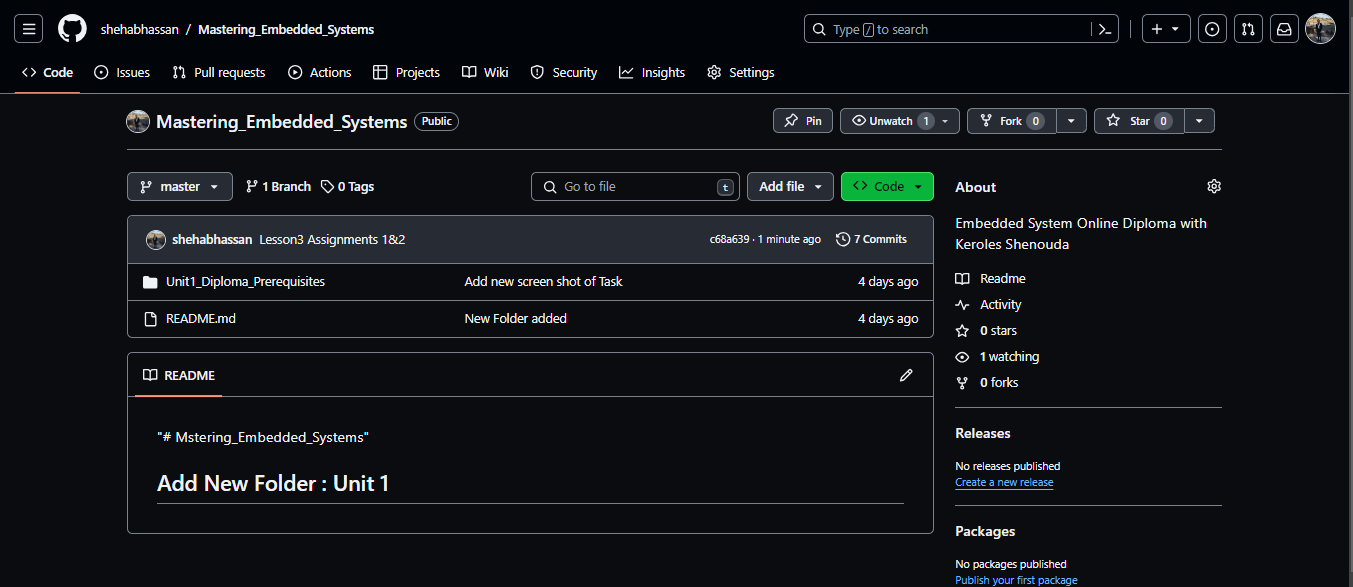 shehabhassan / Mastering_Embedded_Systems
Type / to search
Code Issues Pull requests Actions Projects Wiki Security Insights Settings
Mastering_Embedded_Systems Public
Pin Unwatch 1 Fork 0 Star 0
master 1 Branch 0 Tags
Go to file t Add file Code
shehabhassan Lesson3 Assignments 1&2 c68a639 · 1 minute ago 7 Commits
Unit1_Diploma_Prerequisites Add new screen shot of Task 4 days ago
README.md New Folder added 4 days ago
README
"# Mstering_Embedded_Systems"
Add New Folder : Unit 1
About
Embedded System Online Diploma with
Keroles Shenouda
Readme
Activity
0 stars
1 watching
0 forks
Releases
No releases published
Create a new release
Packages
No packages published
Publish your first package